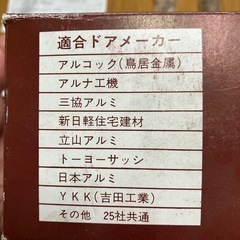 適合ドアメーカー
アルコック(鳥居金属)
アルナ工機
三協アルミ
新日軽住宅建材
立山アルミ
トーヨーサッシ
日本アルミ
YKK(吉田工業)
その他 25社共通